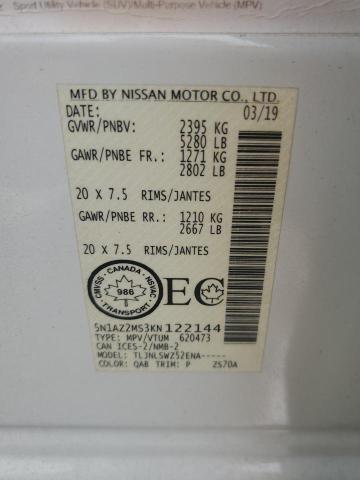 Sport Utility Vehicle (SUV)/Multi-Purpose Vehicle (MPV)
MFD BY NISSAN MOTOR CO., LTD.
DATE: 03/19
GVWR/PNBV: 2395 KG
5280 LB
GAWR/PNBE FR.: 1271 KG
2802 LB
20 X 7.5 RIMS/JANTES
GAWR/PNBE RR.: 1210 KG
2667 LB
20 X 7.5 RIMS/JANTES
CMVSS - CANADA - NSVAC - TRANSPORT
986
EC
5N1AZ2MS3KN122144
TYPE: MPV/VTUM 620473
CAN ICES-2/NMB-2
MODEL: TLJNLSWZ52ENA-----
COLOR: QAB TRIM: P ZS70A